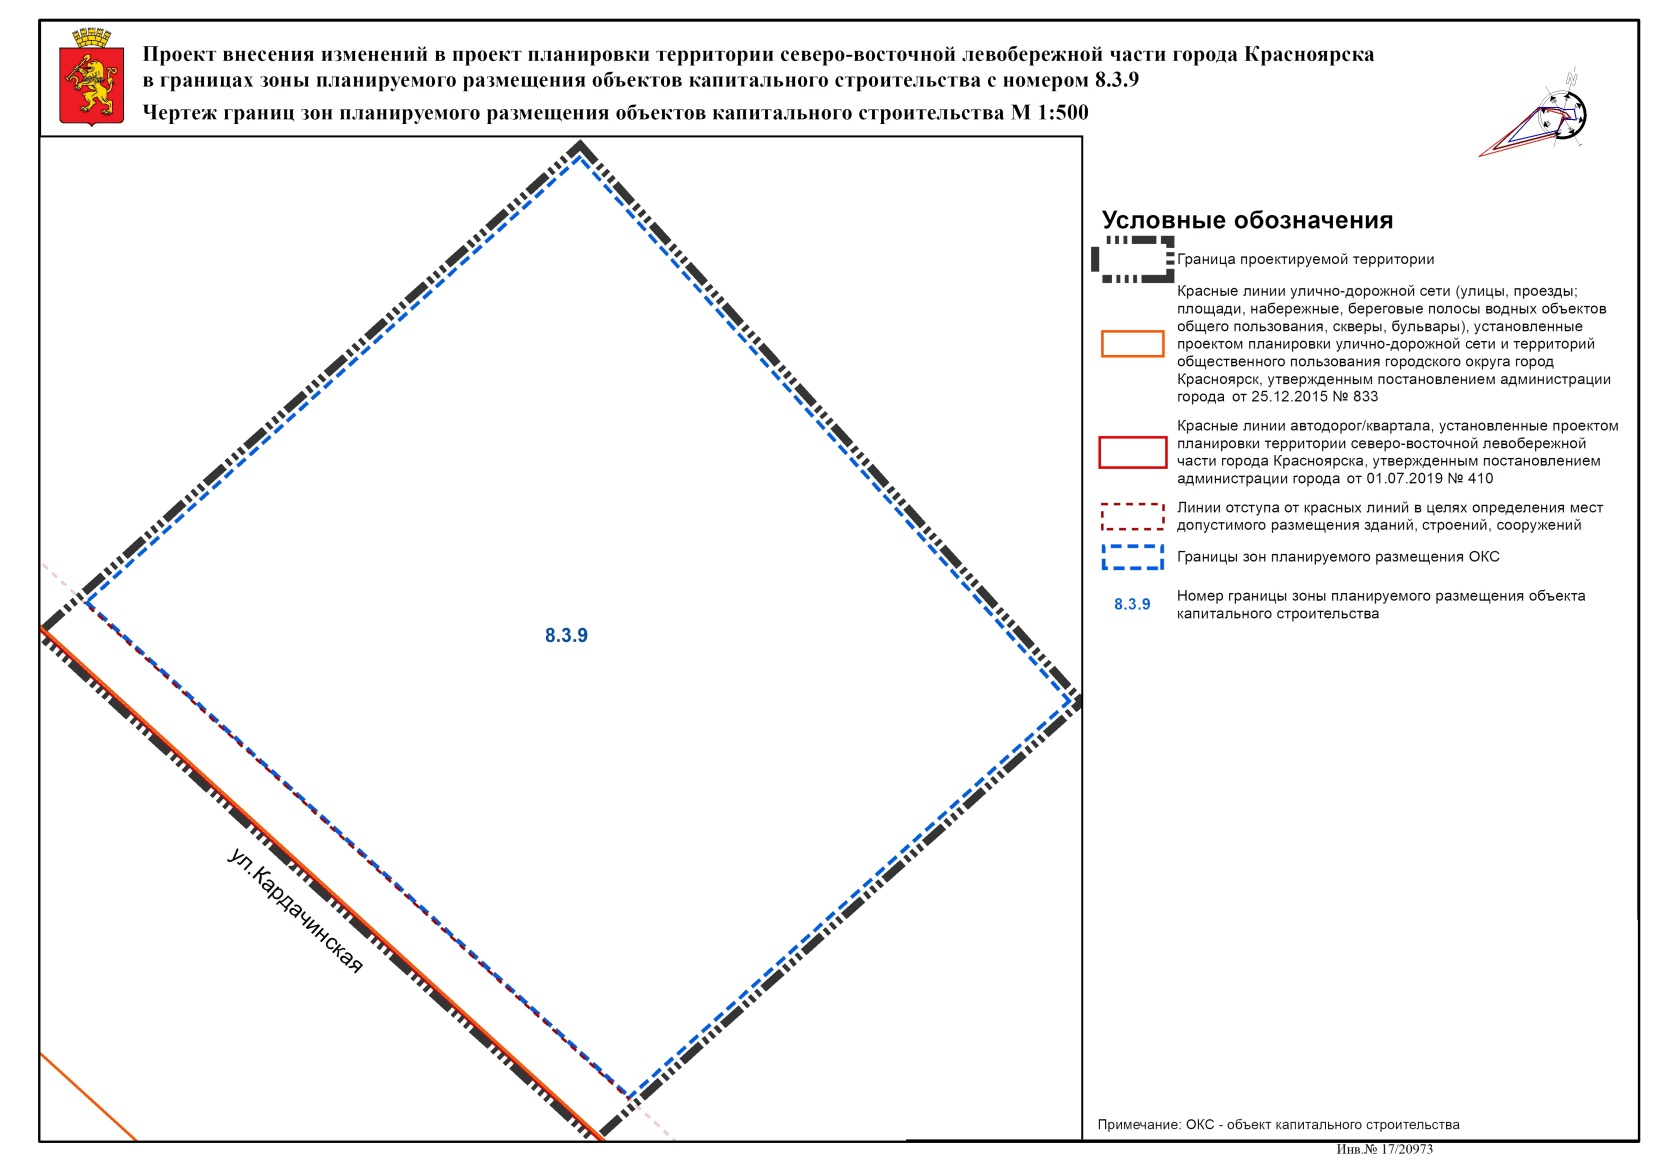 Проект внесения изменений в проект планировки территории северо-восточной левобережной части города Красноярска
в границах зоны планируемого размещения объектов капитального строительства с номером 8.3.9
Чертеж границ зон планируемого размещения объектов капитального строительства М 1:500
N
Условные обозначения
Граница проектируемой территории
Красные линии улично-дорожной сети (улицы, проезды;
площади, набережные, береговые полосы водных объектов
общего пользования, скверы, бульвары), установленные
проектом планировки улично-дорожной сети и территорий
общественного пользования городского округа город
Красноярск, утвержденным постановлением администрации
города от 25.12.2015 № 833
Красные линии автодорог/квартала, установленные проектом
планировки территории северо-восточной левобережной
части города Красноярска, утвержденным постановлением
администрации города от 01.07.2019 № 410
Линии отступа от красных линий в целях определения мест
допустимого размещения зданий, строений, сооружений
Границы зон планируемого размещения ОКС
8.3.9
Номер границы зоны планируемого размещения объекта
капитального строительства
8.3.9
ул.Кардачинская
Примечание: ОКС - объект капитального строительства
Инв.№ 17/20973